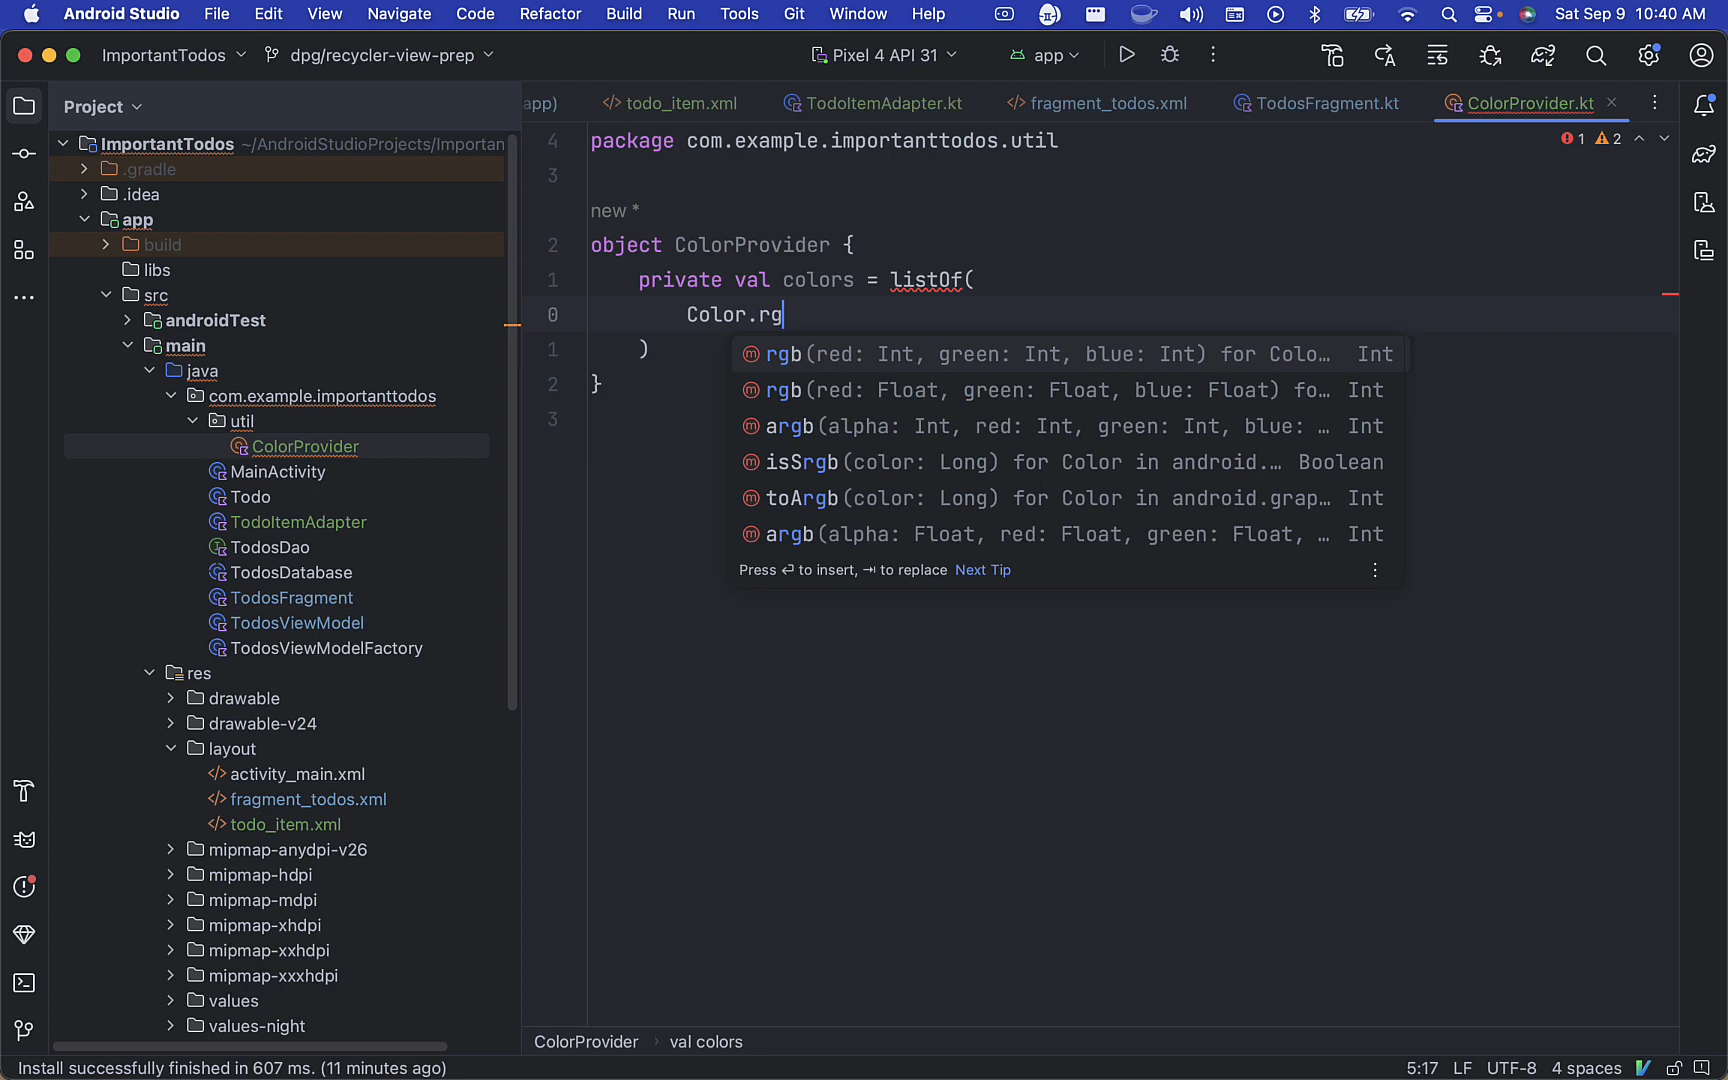 Android Studio File Edit View Navigate Code Refactor Build Run Tools Git Window Help Sat Sep 9 10:40 AM
ImportantTodos dpg/recycler-view-prep Pixel 4 API 31 app
Project
ImportantTodos ~/AndroidStudioProjects/Importan
.gradle
.idea
app
build
libs
src
androidTest
main
java
com.example.importanttodos
util
ColorProvider
MainActivity
Todo
TodoItemAdapter
TodosDao
TodosDatabase
TodosFragment
TodosViewModel
TodosViewModelFactory
res
drawable
drawable-v24
layout
activity_main.xml
fragment_todos.xml
todo_item.xml
mipmap-anydpi-v26
mipmap-hdpi
mipmap-mdpi
mipmap-xhdpi
mipmap-xxhdpi
mipmap-xxxhdpi
values
values-night
app) todo_item.xml TodoItemAdapter.kt fragment_todos.xml TodosFragment.kt ColorProvider.kt
4 package com.example.importanttodos.util 1 2
3
new *
2 object ColorProvider {
1 private val colors = listOf(
0 Color.rg
1 )
2 }
3
rgb(red: Int, green: Int, blue: Int) for Colo... Int
rgb(red: Float, green: Float, blue: Float) fo... Int
argb(alpha: Int, red: Int, green: Int, blue: ... Int
isSrgb(color: Long) for Color in android.... Boolean
toArgb(color: Long) for Color in android.grap... Int
argb(alpha: Float, red: Float, green: Float, ... Int
Press ⏎ to insert, ⇥ to replace Next Tip
ColorProvider › val colors
Install successfully finished in 607 ms. (11 minutes ago) 5:17 LF UTF-8 4 spaces